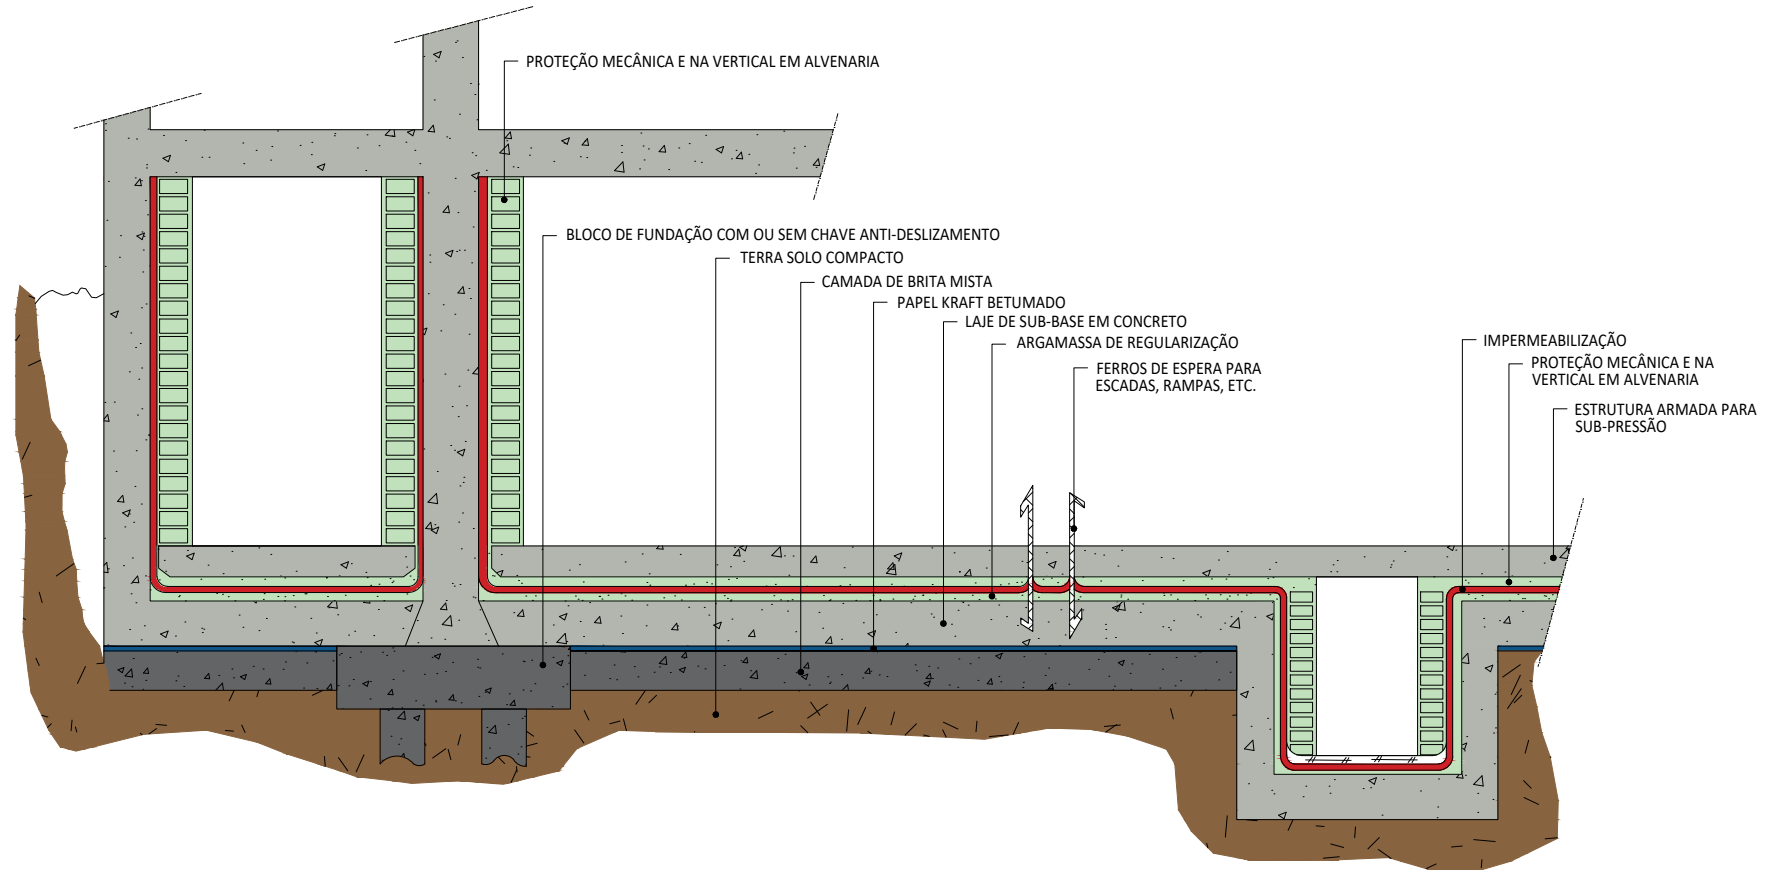 PROTEÇÃO MECÂNICA E NA VERTICAL EM ALVENARIA
BLOCO DE FUNDAÇÃO COM OU SEM CHAVE ANTI-DESLIZAMENTO
TERRA SOLO COMPACTO
CAMADA DE BRITA MISTA
PAPEL KRAFT BETUMADO
LAJE DE SUB-BASE EM CONCRETO
ARGAMASSA DE REGULARIZAÇÃO
FERROS DE ESPERA PARA
ESCADAS, RAMPAS, ETC.
IMPERMEABILIZAÇÃO
PROTEÇÃO MECÂNICA E NA
VERTICAL EM ALVENARIA
ESTRUTURA ARMADA PARA
SUB-PRESSÃO